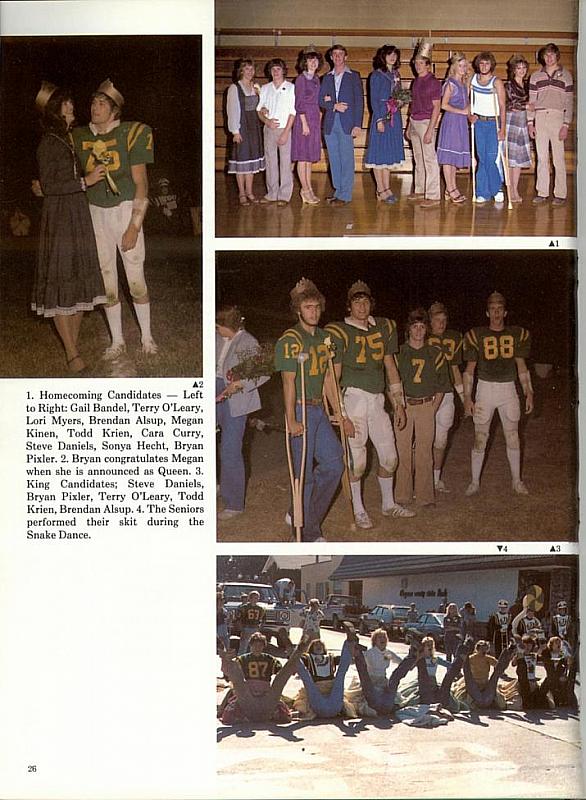 ▲1
▲2
1. Homecoming Candidates — Left
to Right: Gail Bandel, Terry O'Leary,
Lori Myers, Brendan Alsup, Megan
Kinen, Todd Krien, Cara Curry,
Steve Daniels, Sonya Hecht, Bryan
Pixler. 2. Bryan congratulates Megan
when she is announced as Queen. 3.
King Candidates; Steve Daniels,
Bryan Pixler, Terry O'Leary, Todd
Krien, Brendan Alsup. 4. The Seniors
performed their skit during the
Snake Dance.
75
12
12
75
7
88
▼4
▲3
87
26